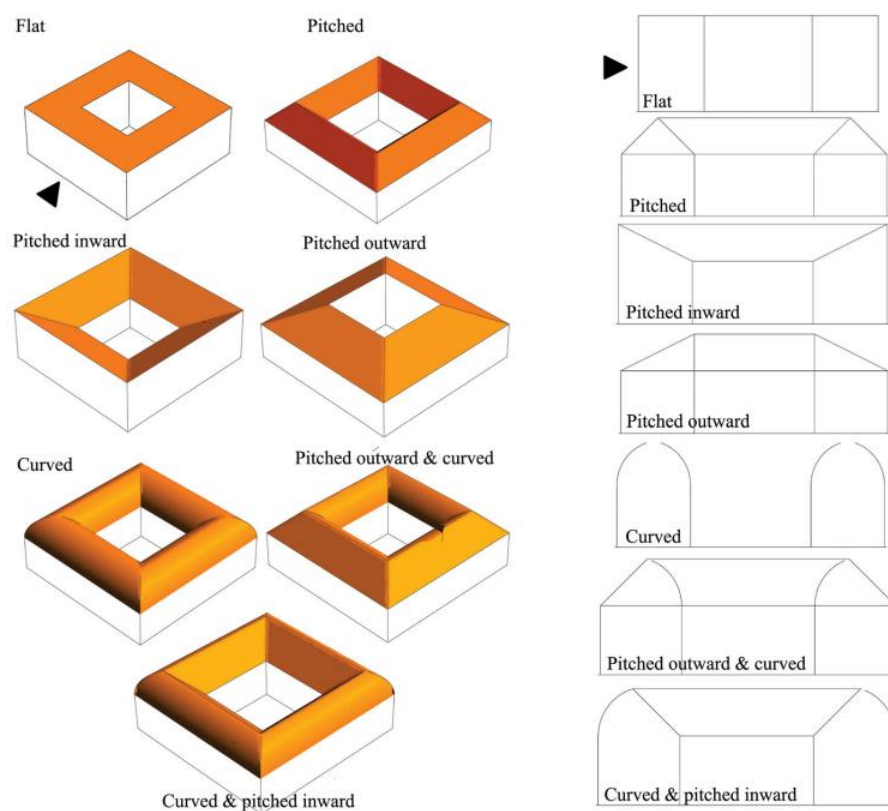 Flat
Pitched
Pitched inward
Pitched outward
Curved
Pitched outward & curved
Curved & pitched inward
Flat
Pitched
Pitched inward
Pitched outward
Curved
Pitched outward & curved
Curved & pitched inward